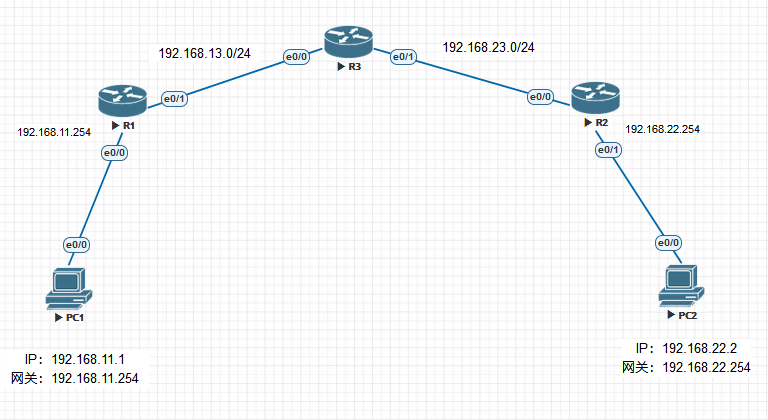 192.168.13.0/24
e0/0
R3
e0/1
192.168.23.0/24
e0/1
R1
192.168.11.254
e0/0
e0/0
R2
192.168.22.254
e0/1
e0/0
PC1
IP：192.168.11.1
网关：192.168.11.254
e0/0
PC2
IP：192.168.22.2
网关：192.168.22.254